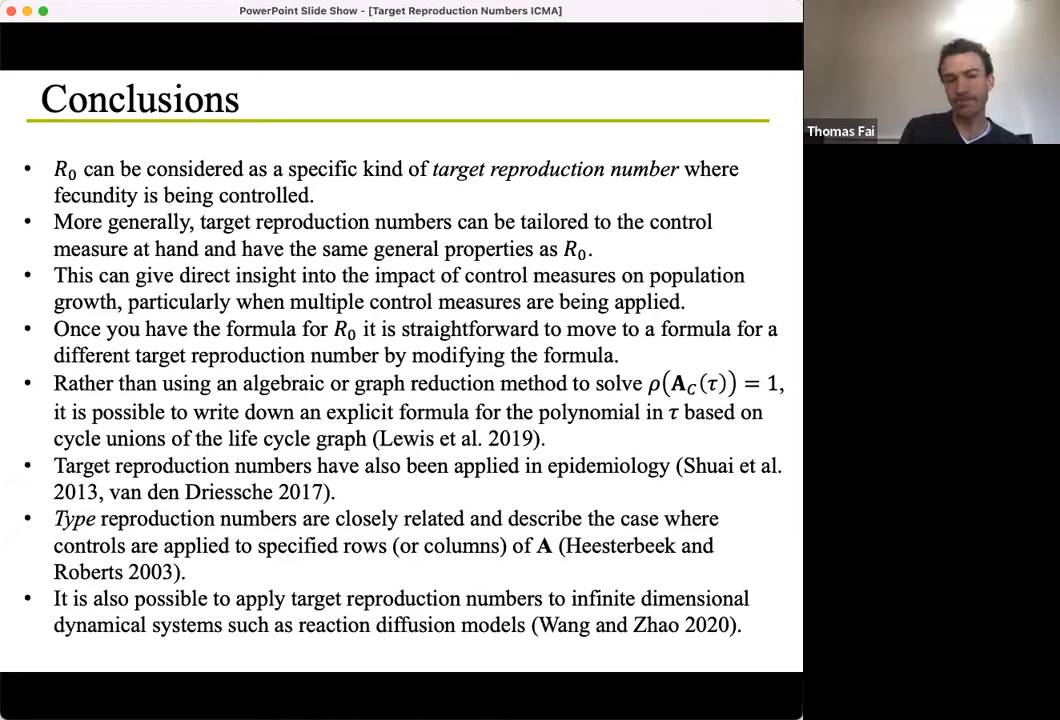 PowerPoint Slide Show - [Target Reproduction Numbers ICMA]
Conclusions
• R₀ can be considered as a specific kind of target reproduction number where
fecundity is being controlled.
• More generally, target reproduction numbers can be tailored to the control
measure at hand and have the same general properties as R₀.
• This can give direct insight into the impact of control measures on population
growth, particularly when multiple control measures are being applied.
• Once you have the formula for R₀ it is straightforward to move to a formula for a
different target reproduction number by modifying the formula.
• Rather than using an algebraic or graph reduction method to solve ρ(A_C(τ)) = 1,
it is possible to write down an explicit formula for the polynomial in τ based on
cycle unions of the life cycle graph (Lewis et al. 2019).
• Target reproduction numbers have also been applied in epidemiology (Shuai et al.
2013, van den Driessche 2017).
• Type reproduction numbers are closely related and describe the case where
controls are applied to specified rows (or columns) of A (Heesterbeek and
Roberts 2003).
• It is also possible to apply target reproduction numbers to infinite dimensional
dynamical systems such as reaction diffusion models (Wang and Zhao 2020).
Thomas Fai